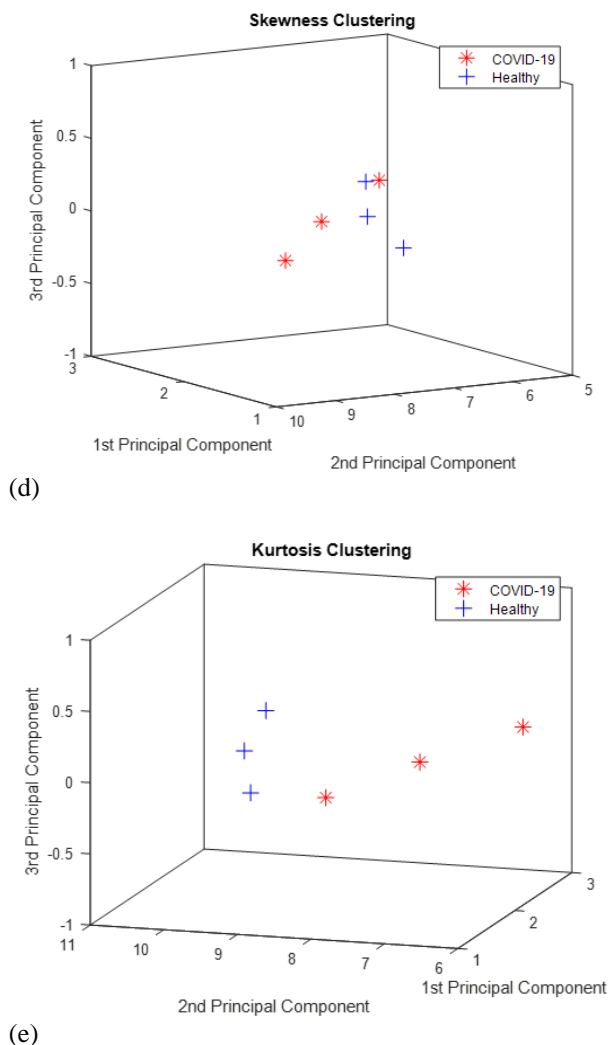 Skewness Clustering
COVID-19
Healthy
1
0.5
0
-0.5
-1
3rd Principal Component
3
2
1
1st Principal Component
10
9
8
7
6
5
2nd Principal Component
(d)
Kurtosis Clustering
COVID-19
Healthy
1
0.5
0
-0.5
-1
3rd Principal Component
11
10
9
8
7
6
2nd Principal Component
1
2
3
1st Principal Component
(e)